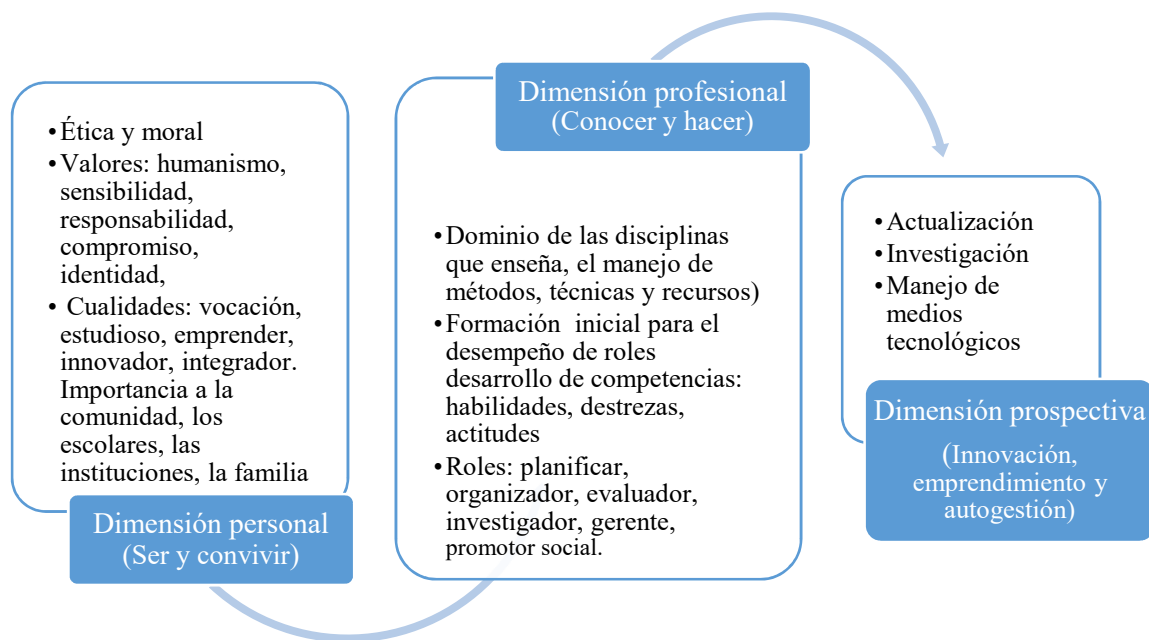 •Ética y moral
•Valores: humanismo,
sensibilidad,
responsabilidad,
compromiso,
identidad,
• Cualidades: vocación,
estudioso, emprender,
innovador, integrador.
Importancia a la
comunidad, los
escolares, las
instituciones, la familia
Dimensión personal
(Ser y convivir)
Dimensión profesional
(Conocer y hacer)
•Dominio de las disciplinas
que enseña, el manejo de
métodos, técnicas y recursos)
•Formación  inicial para el
desempeño de roles
desarrollo de competencias:
habilidades, destrezas,
actitudes
•Roles: planificar,
organizador, evaluador,
investigador, gerente,
promotor social.
•Actualización
•Investigación
•Manejo de
medios
tecnológicos
Dimensión prospectiva
(Innovación,
emprendimiento y
autogestión)